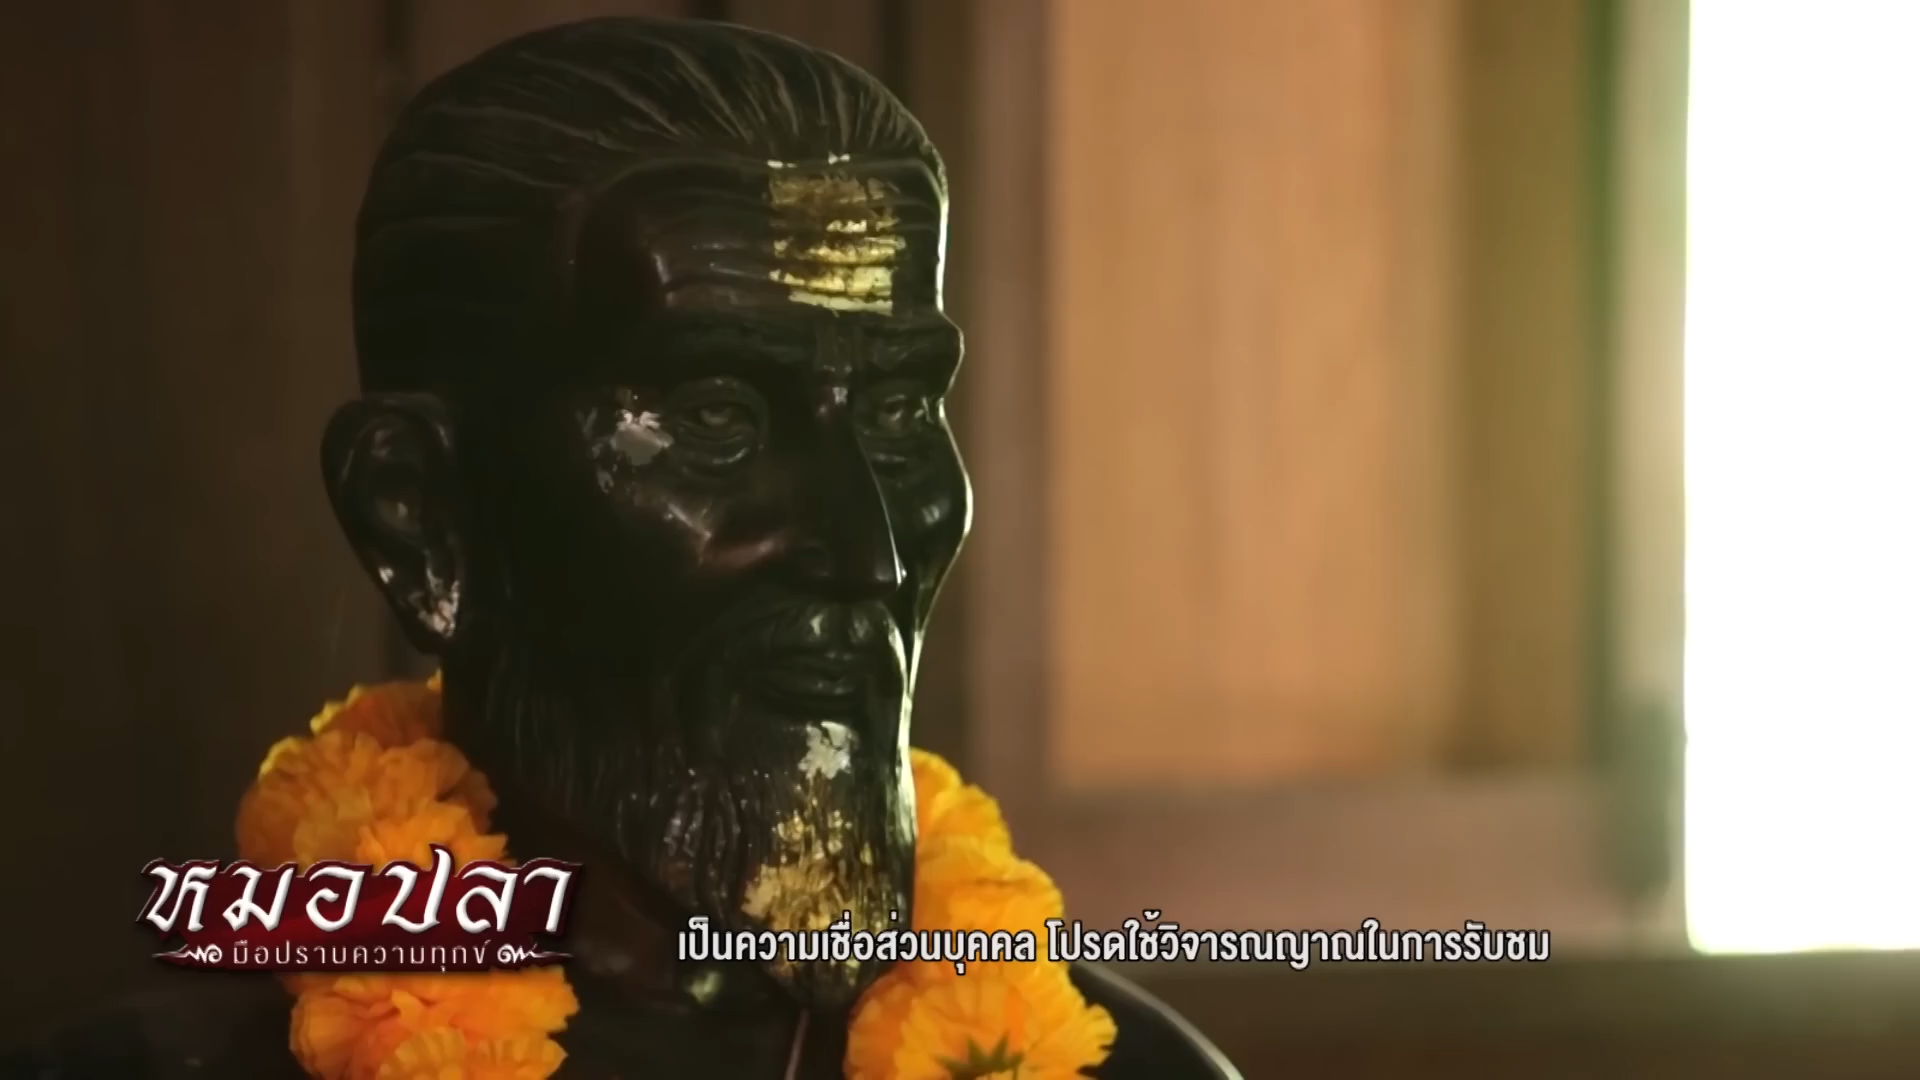 หมอปลา
มือปราบความทุกข์
เป็นความเชื่อส่วนบุคคล โปรดใช้วิจารณญาณในการรับชม